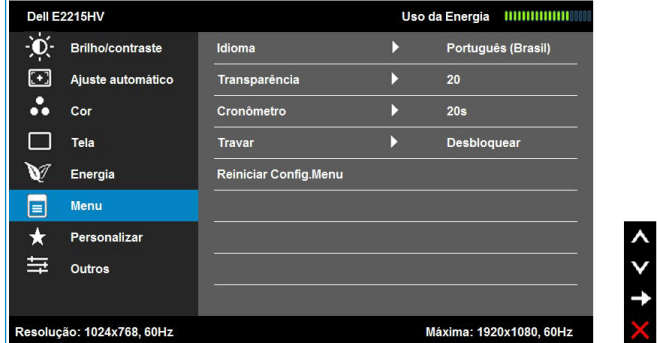 Dell E2215HV Uso da Energia
Brilho/contraste Idioma Português (Brasil)
Ajuste automático Transparência 20
Cor Cronômetro 20s
Tela Travar Desbloquear
Energia Reiniciar Config.Menu
Menu
Personalizar
Outros
Resolução: 1024x768, 60Hz Máxima: 1920x1080, 60Hz